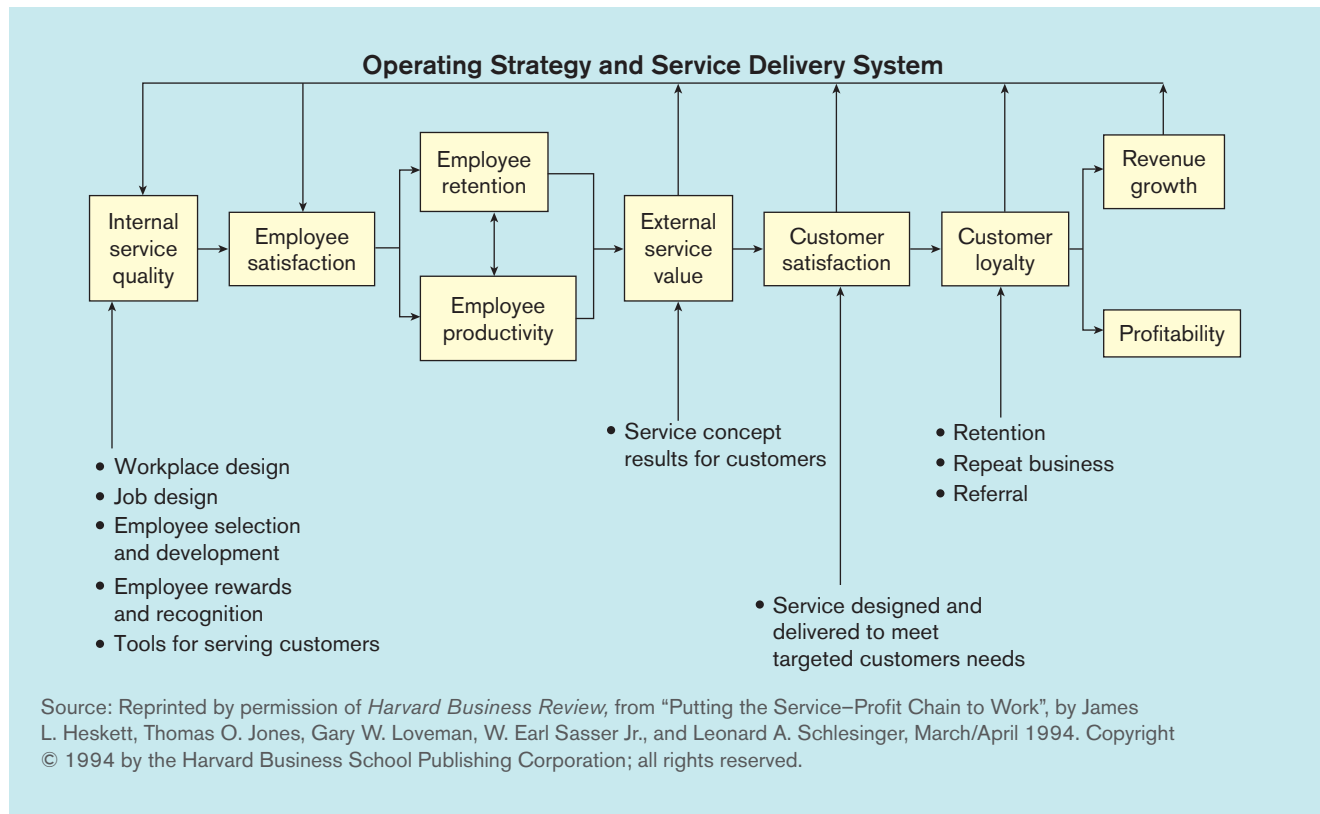 Operating Strategy and Service Delivery System
Internal
service
quality
Employee
satisfaction
Employee
retention
Employee
productivity
External
service
value
Customer
satisfaction
Customer
loyalty
Revenue
growth
Profitability
• Workplace design
• Job design
• Employee selection
and development
• Employee rewards
and recognition
• Tools for serving customers
• Service concept
results for customers
• Service designed and
delivered to meet
targeted customers needs
• Retention
• Repeat business
• Referral
Source: Reprinted by permission of Harvard Business Review, from “Putting the Service–Profit Chain to Work”, by James
L. Heskett, Thomas O. Jones, Gary W. Loveman, W. Earl Sasser Jr., and Leonard A. Schlesinger, March/April 1994. Copyright
© 1994 by the Harvard Business School Publishing Corporation; all rights reserved.